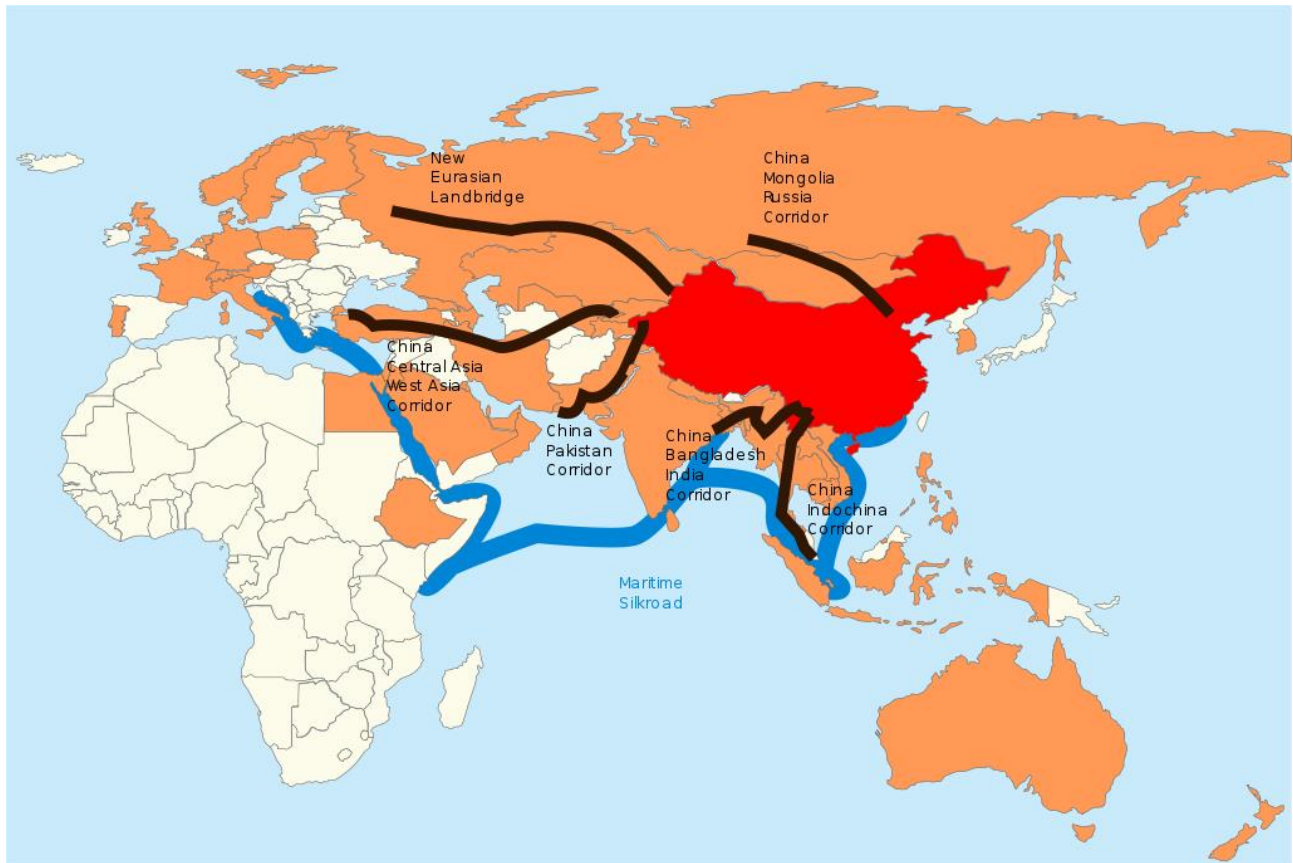 New
Eurasian
Landbridge
China
Mongolia
Russia
Corridor
China
Central Asia
West Asia
Corridor
China
Pakistan
Corridor
China
Bangladesh
India
Corridor
China
Indochina
Corridor
Maritime
Silkroad